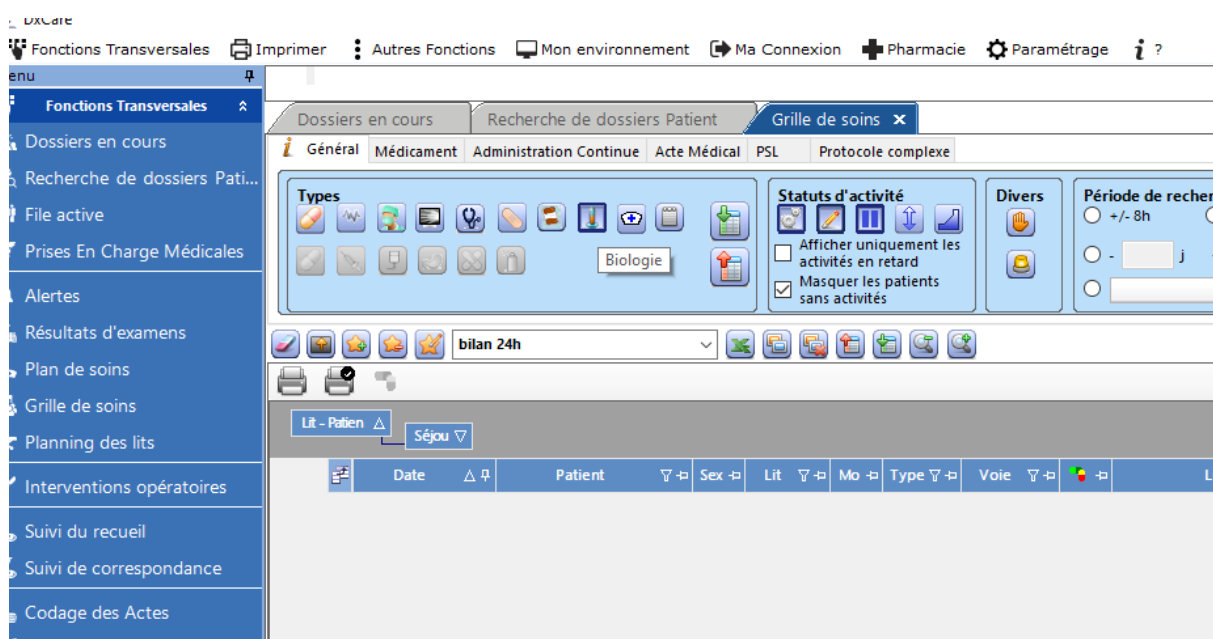 DxCare
Fonctions Transversales Imprimer Autres Fonctions Mon environnement Ma Connexion Pharmacie Paramétrage ?
enu
Fonctions Transversales
Dossiers en cours
Recherche de dossiers Pati...
File active
Prises En Charge Médicales
Alertes
Résultats d'examens
Plan de soins
Grille de soins
Planning des lits
Interventions opératoires
Suivi du recueil
Suivi de correspondance
Codage des Actes
Dossiers en cours Recherche de dossiers Patient Grille de soins
Général Médicament Administration Continue Acte Médical PSL Protocole complexe
Types
Biologie
Statuts d'activité
Afficher uniquement les
activités en retard
Masquer les patients
sans activités
Divers
Période de recher
+/- 8h
- j
bilan 24h
Lit - Patien
Séjou
Date Patient Sex Lit Mo Type Voie L